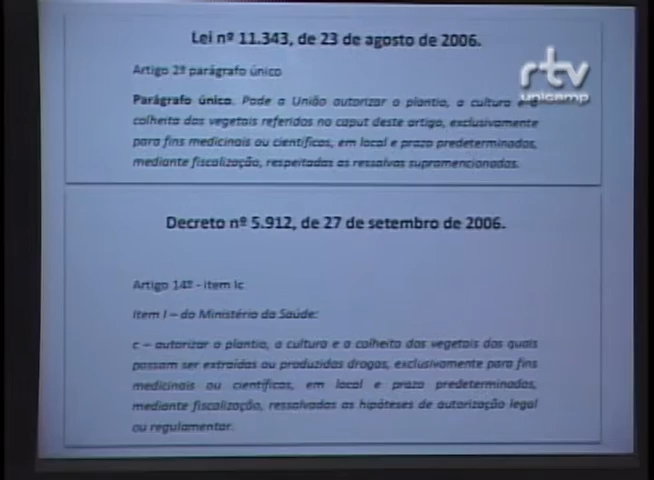 Lei nº 11.343, de 23 de agosto de 2006.
Artigo 2º parágrafo único
rtv
unicamp
Parágrafo único. Pode a União autorizar o plantio, a cultura e a
colheita dos vegetais referidos no caput deste artigo, exclusivamente
para fins medicinais ou científicos, em local e prazo predeterminados,
mediante fiscalização, respeitadas as ressalvas supramencionadas.
Decreto nº 5.912, de 27 de setembro de 2006.
Artigo 14º - item Ic
Item I – do Ministério da Saúde:
c – autorizar o plantio, a cultura e a colheita dos vegetais dos quais
possam ser extraídas ou produzidas drogas, exclusivamente para fins
medicinais ou científicos, em local e prazo predeterminados,
mediante fiscalização, ressalvadas as hipóteses de autorização legal
ou regulamentar.